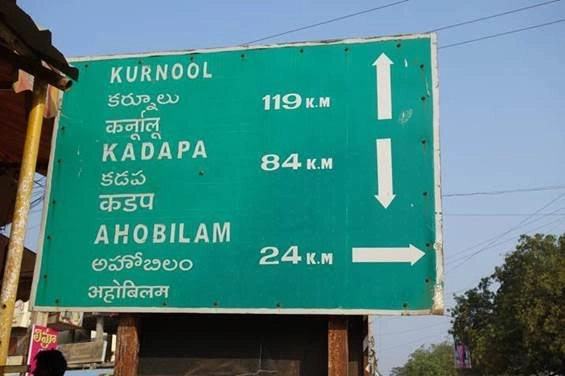 KURNOOL
కర్నూలు 119 K.M
कर्नूलू
KADAPA
కడప 84 K.M
कडप
AHOBILAM
అహోబిలం 24 K.M
अहोबिलम